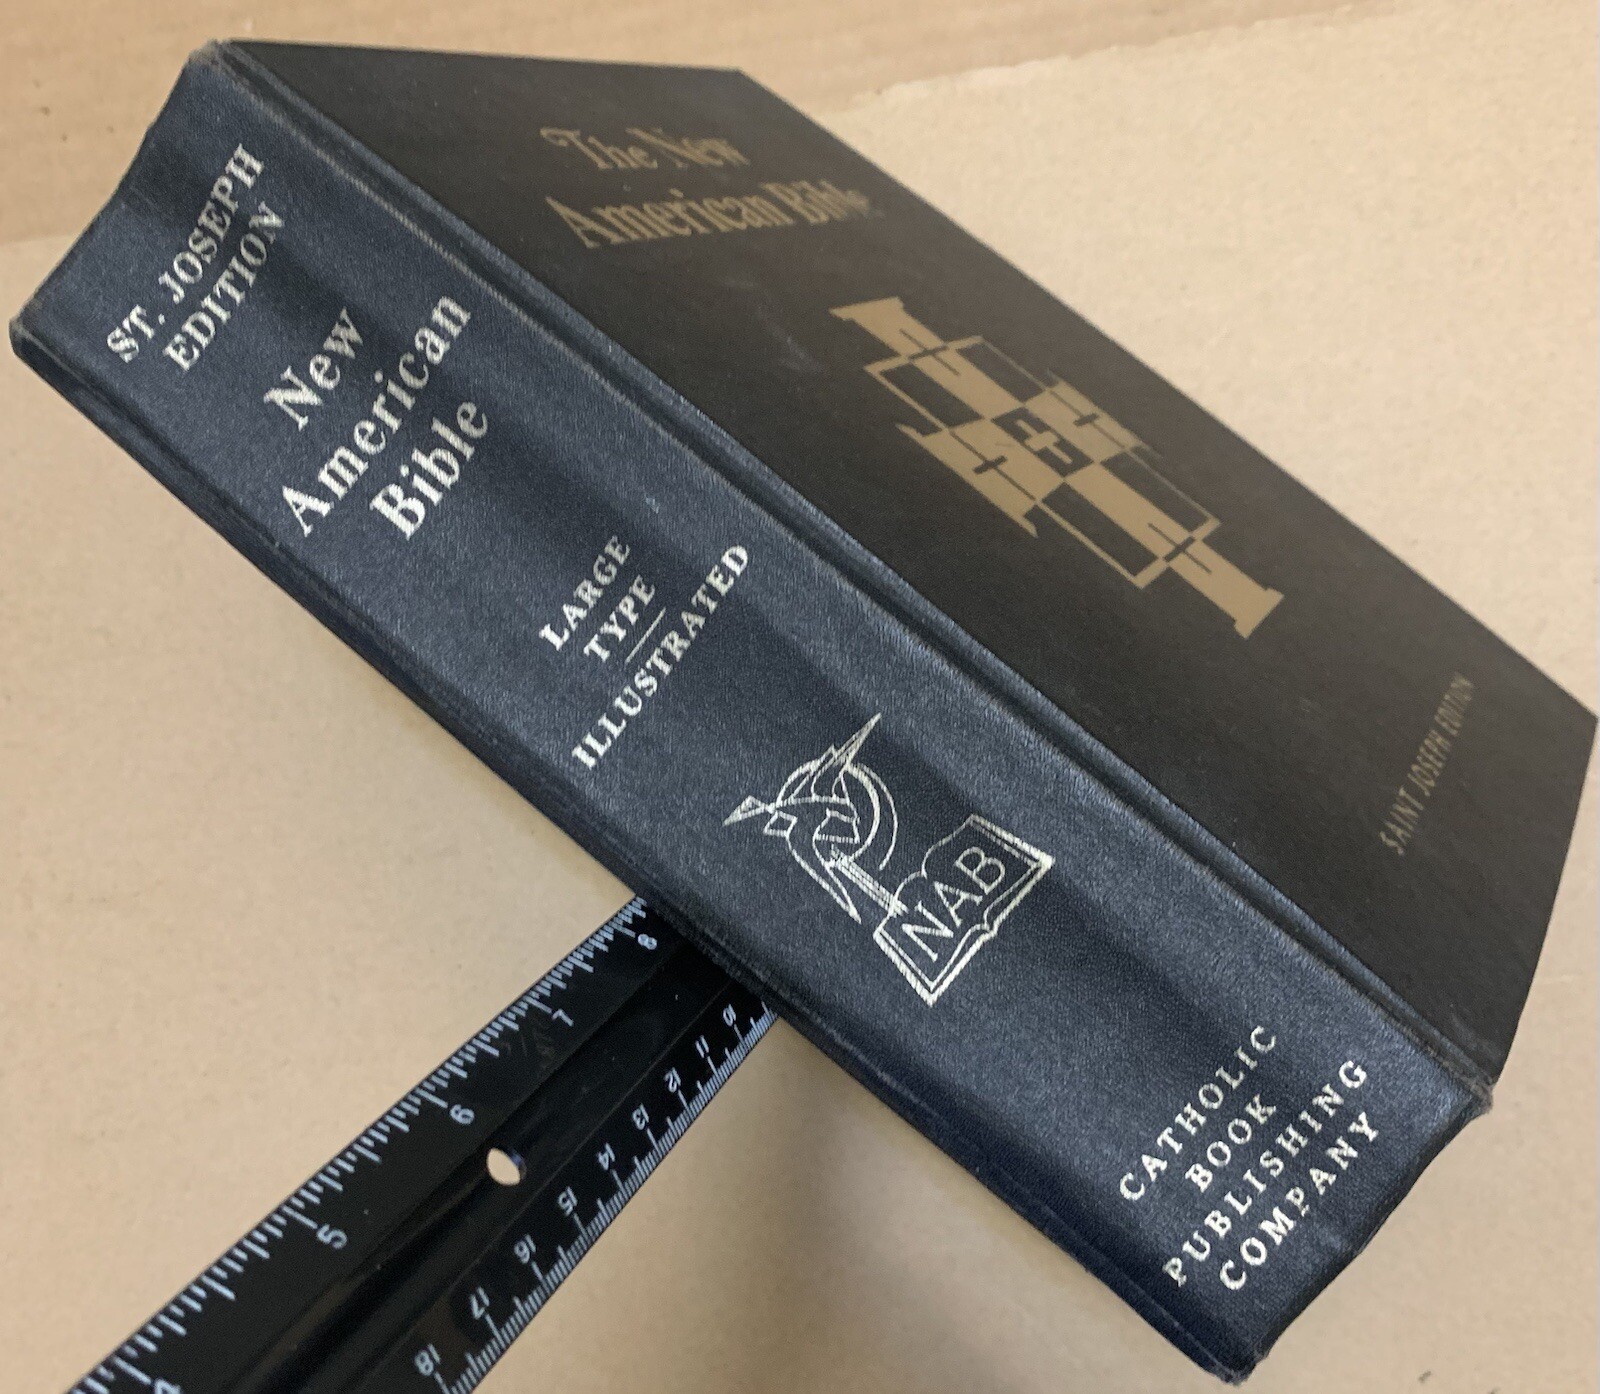 ST. JOSEPH
EDITION
New
American
Bible
LARGE
TYPE
ILLUSTRATED
NAB
CATHOLIC
BOOK
PUBLISHING
COMPANY
The New
American Bible
SAINT JOSEPH EDITION
8
7
6
5
4
10
11
12
13
14
15
16
17
18